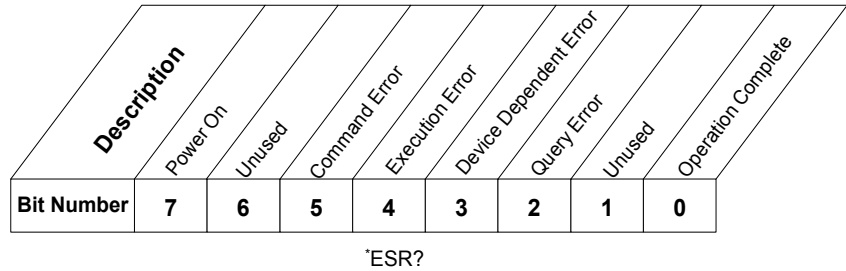 Description
Power On
Unused
Command Error
Execution Error
Device Dependent Error
Query Error
Unused
Operation Complete
Bit Number 7 6 5 4 3 2 1 0
*ESR?